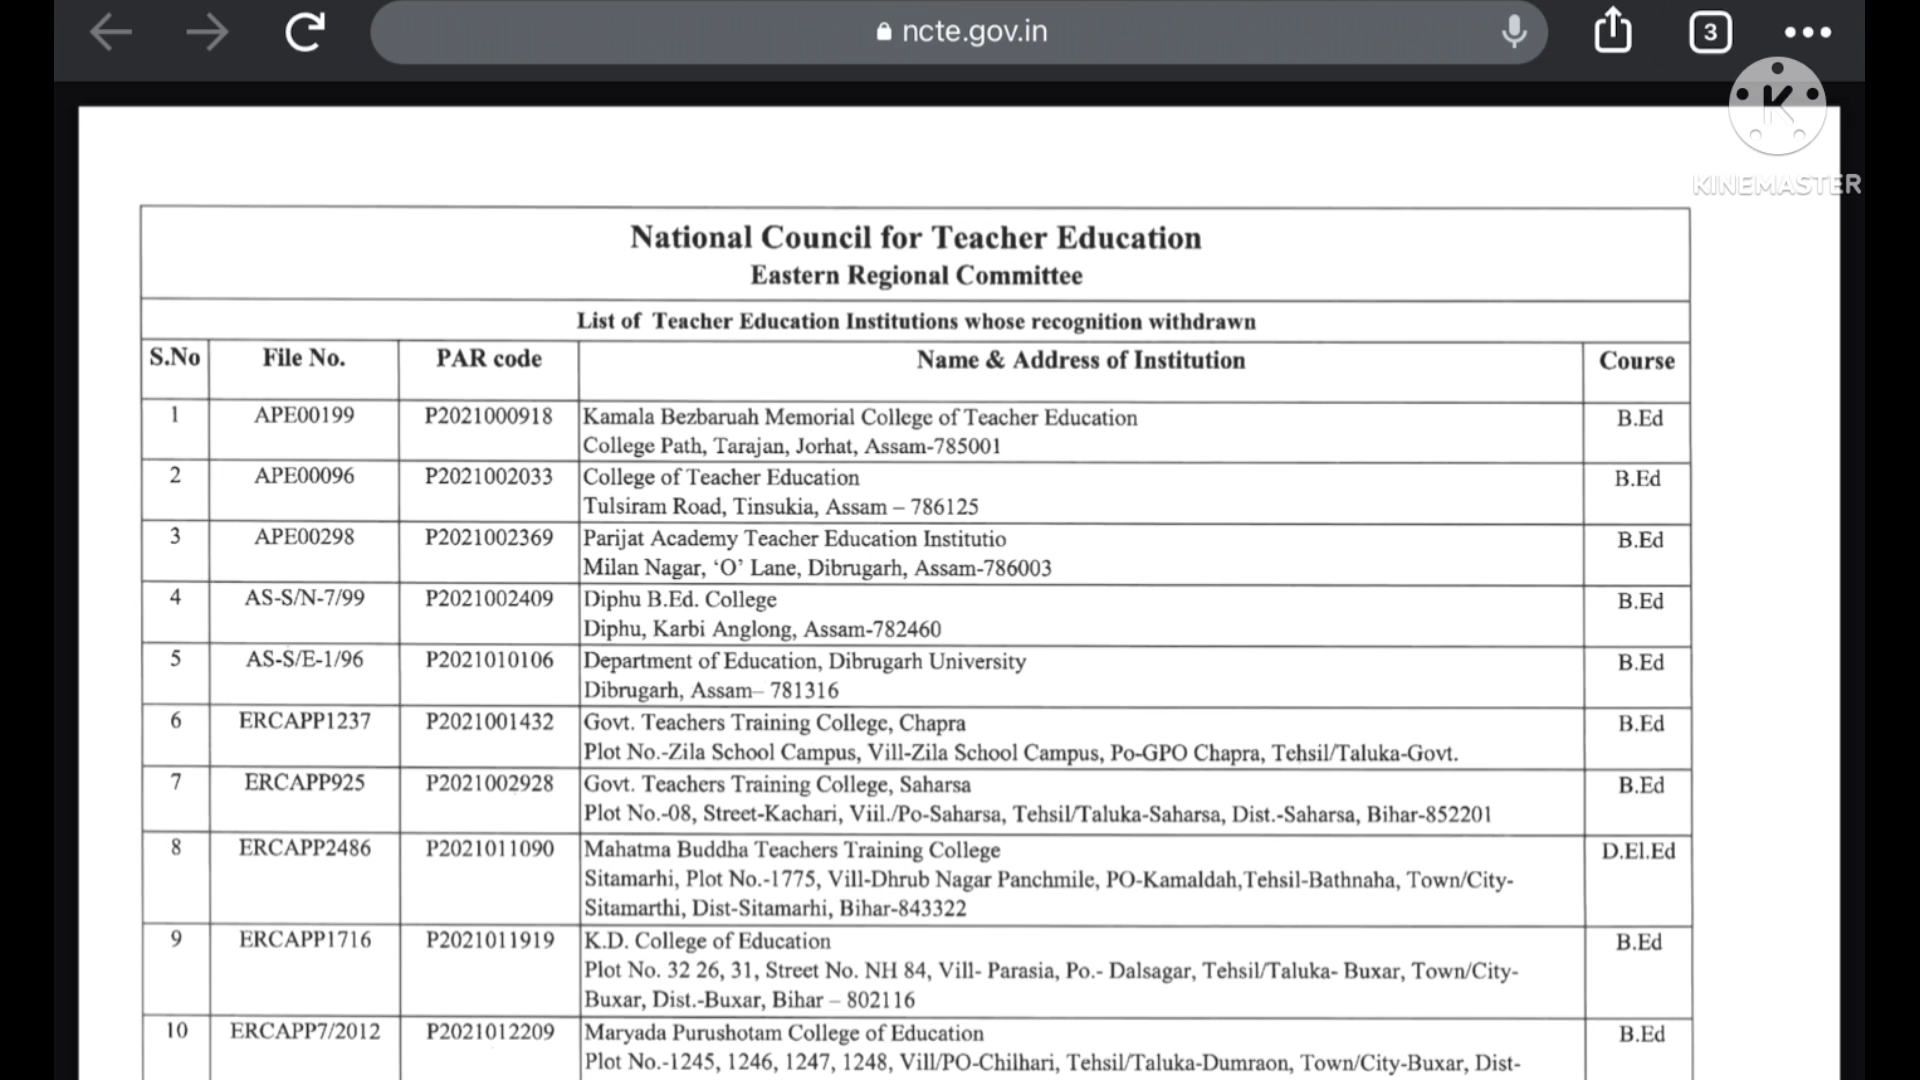 ncte.gov.in
3
K
KINEMASTER
National Council for Teacher Education
Eastern Regional Committee
List of Teacher Education Institutions whose recognition withdrawn
S.No File No. PAR code Name & Address of Institution Course
1 APE00199 P2021000918 Kamala Bezbaruah Memorial College of Teacher Education B.Ed
College Path, Tarajan, Jorhat, Assam-785001
2 APE00096 P2021002033 College of Teacher Education B.Ed
Tulsiram Road, Tinsukia, Assam – 786125
3 APE00298 P2021002369 Parijat Academy Teacher Education Institutio B.Ed
Milan Nagar, ‘O’ Lane, Dibrugarh, Assam-786003
4 AS-S/N-7/99 P2021002409 Diphu B.Ed. College B.Ed
Diphu, Karbi Anglong, Assam-782460
5 AS-S/E-1/96 P2021010106 Department of Education, Dibrugarh University B.Ed
Dibrugarh, Assam– 781316
6 ERCAPP1237 P2021001432 Govt. Teachers Training College, Chapra B.Ed
Plot No.-Zila School Campus, Vill-Zila School Campus, Po-GPO Chapra, Tehsil/Taluka-Govt.
7 ERCAPP925 P2021002928 Govt. Teachers Training College, Saharsa B.Ed
Plot No.-08, Street-Kachari, Viil./Po-Saharsa, Tehsil/Taluka-Saharsa, Dist.-Saharsa, Bihar-852201
8 ERCAPP2486 P2021011090 Mahatma Buddha Teachers Training College D.El.Ed
Sitamarhi, Plot No.-1775, Vill-Dhrub Nagar Panchmile, PO-Kamaldah,Tehsil-Bathnaha, Town/City-
Sitamarthi, Dist-Sitamarhi, Bihar-843322
9 ERCAPP1716 P2021011919 K.D. College of Education B.Ed
Plot No. 32 26, 31, Street No. NH 84, Vill- Parasia, Po.- Dalsagar, Tehsil/Taluka- Buxar, Town/City-
Buxar, Dist.-Buxar, Bihar – 802116
10 ERCAPP7/2012 P2021012209 Maryada Purushotam College of Education B.Ed
Plot No.-1245, 1246, 1247, 1248, Vill/PO-Chilhari, Tehsil/Taluka-Dumraon, Town/City-Buxar, Dist-